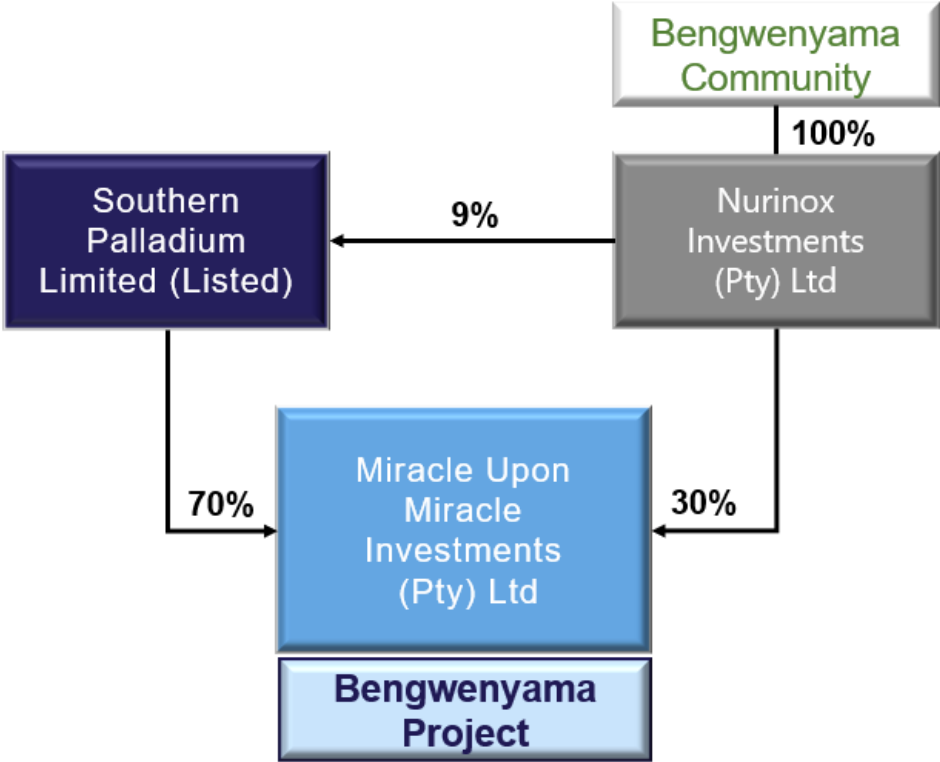 Bengwenyama
Community
100%
Southern
Palladium
Limited (Listed)
9%
Nurinox
Investments
(Pty) Ltd
70%
Miracle Upon
Miracle
Investments
(Pty) Ltd
30%
Bengwenyama
Project